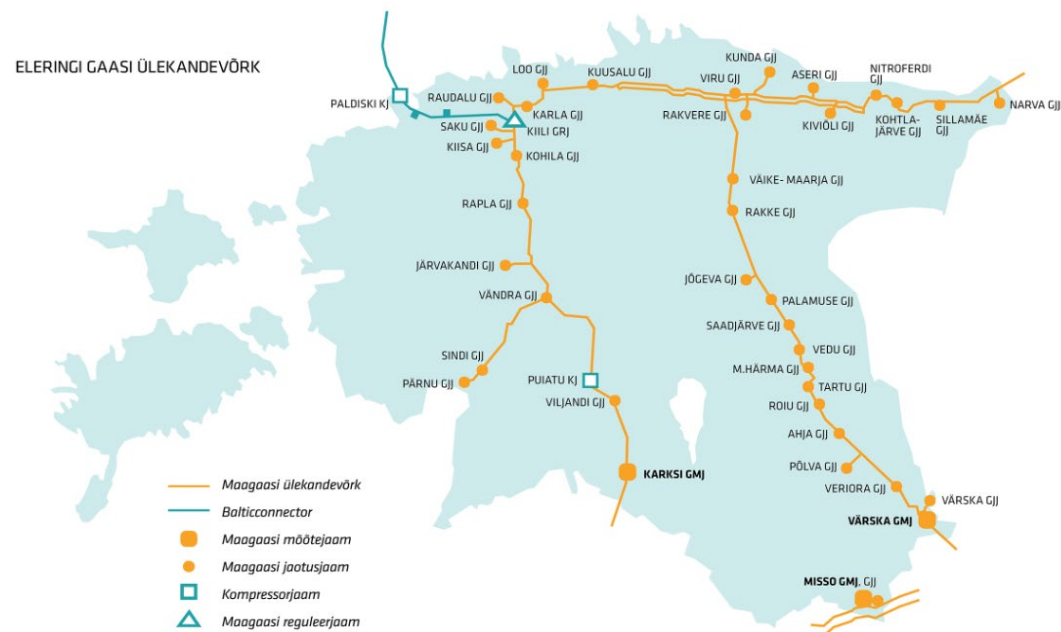 ELERINGI GAASI ÜLEKANDEVÕRK
PALDISKI KJ
RAUDALU GJJ
LOO GJJ
KUUSALU GJJ
VIRU GJJ
KUNDA GJJ
ASERI GJJ
NITROFERDI
GJJ
NARVA GJJ
KARLA GJJ
KIILI GRJ
SAKU GJJ
KIISA GJJ
KOHILA GJJ
RAKVERE GJJ
KIVIÕLI GJJ
KOHTLA-
JÄRVE GJJ
SILLAMÄE
GJJ
VÄIKE- MAARJA GJJ
RAPLA GJJ
RAKKE GJJ
JÄRVAKANDI GJJ
JÕGEVA GJJ
VÄNDRA GJJ
PALAMUSE GJJ
SAADJÄRVE GJJ
VEDU GJJ
SINDI GJJ
M.HÄRMA GJJ
PÄRNU GJJ
PUIATU KJ
TARTU GJJ
VILJANDI GJJ
ROIU GJJ
AHJA GJJ
PÕLVA GJJ
KARKSI GMJ
VERIORA GJJ
VÄRSKA GJJ
VÄRSKA GMJ
MISSO GMJ, GJJ
Maagaasi ülekandevõrk
Balticconnector
Maagaasi mõõtejaam
Maagaasi jaotusjaam
Kompressorjaam
Maagaasi reguleerjaam